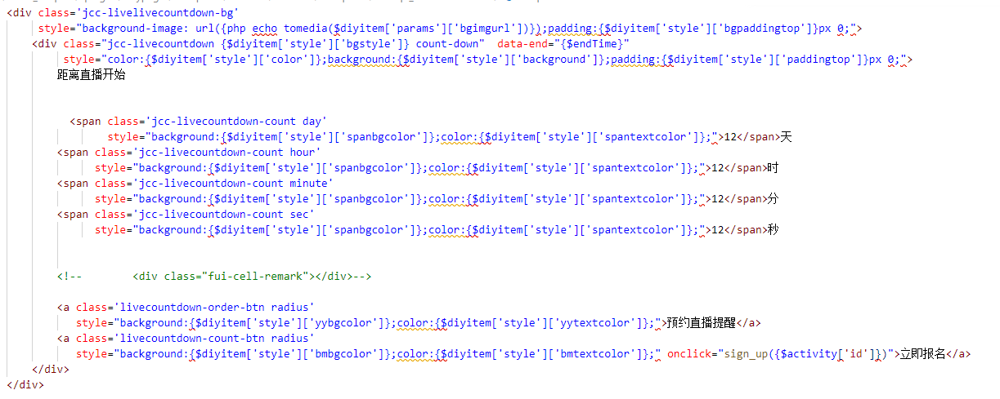 <div class='jcc-livelivecountdown-bg'
style="background-image: url({php echo tomedia($diyitem['params']['bgimgurl'])});padding:{$diyitem['style']['bgpaddingtop']}px 0;">
<div class="jcc-livecountdown {$diyitem['style']['bgstyle']} count-down"  data-end="{$endTime}"
style="color:{$diyitem['style']['color']};background:{$diyitem['style']['background']};padding:{$diyitem['style']['paddingtop']}px 0;">
距离直播开始
<span class='jcc-livecountdown-count day'
style="background:{$diyitem['style']['spanbgcolor']};color:{$diyitem['style']['spantextcolor']};">12</span>天
<span class='jcc-livecountdown-count hour'
style="background:{$diyitem['style']['spanbgcolor']};color:{$diyitem['style']['spantextcolor']};">12</span>时
<span class='jcc-livecountdown-count minute'
style="background:{$diyitem['style']['spanbgcolor']};color:{$diyitem['style']['spantextcolor']};">12</span>分
<span class='jcc-livecountdown-count sec'
style="background:{$diyitem['style']['spanbgcolor']};color:{$diyitem['style']['spantextcolor']};">12</span>秒
<!--        <div class="fui-cell-remark"></div>-->
<a class='livecountdown-order-btn radius'
style="background:{$diyitem['style']['yybgcolor']};color:{$diyitem['style']['yytextcolor']};">预约直播提醒</a>
<a class='livecountdown-count-btn radius'
style="background:{$diyitem['style']['bmbgcolor']};color:{$diyitem['style']['bmtextcolor']};" onclick="sign_up({$activity['id']})">立即报名</a>
</div>
</div>